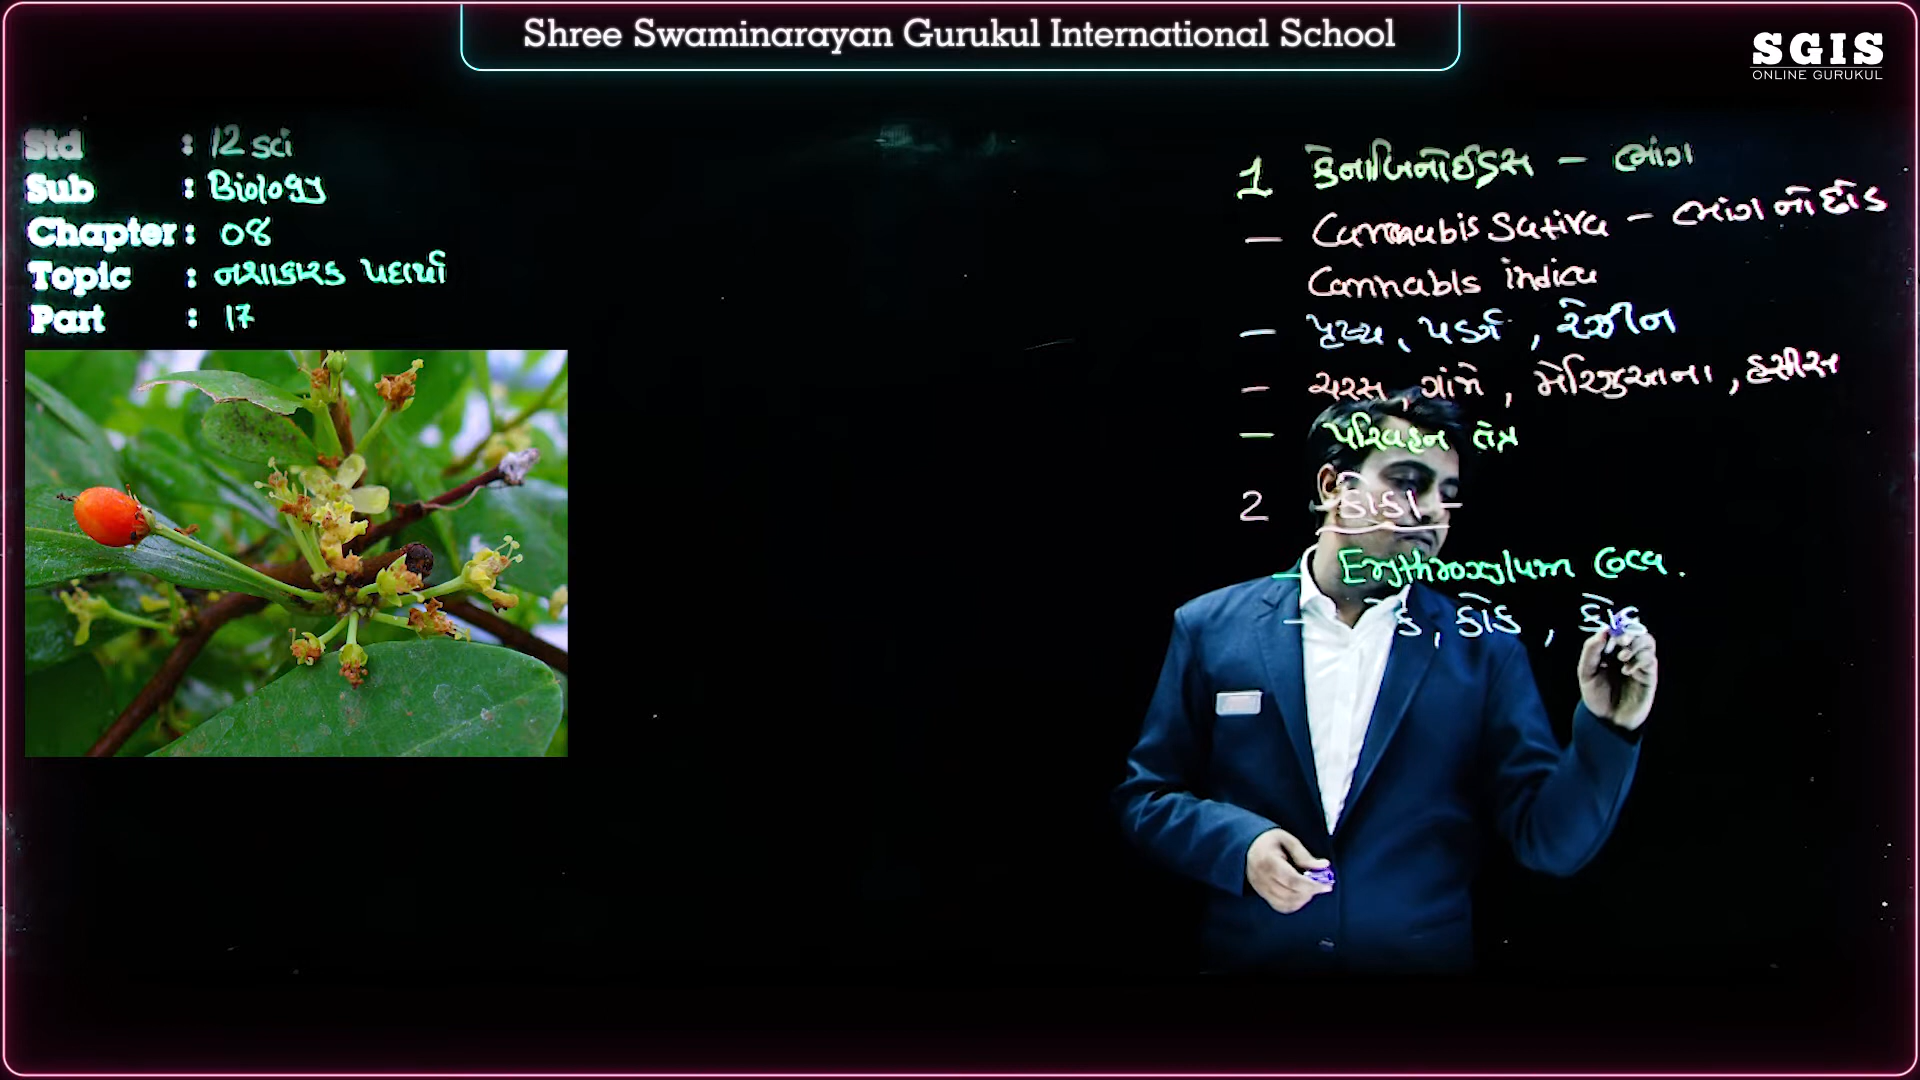 Shree Swaminarayan Gurukul International School
SGIS
ONLINE GURUKUL
Std : 12 sci
Sub : Biology
Chapter : 08
Topic : નશાકારક પદાર્થો
Part : 17
1 કેનાબિનોઈડ્સ – ભાંગ
– Cannabis Sativa – ભાંગ નો છોડ
Cannabis indica
– પુષ્પ, પર્ણ, રેઝીન
– ચરસ, ગાંજો, મેરિજુઆના, હસીસ
– પરિવહન તંત્ર
2 – કોકા –
– Erythroxylum Coca.
– ક્રેક, કોક, કોક